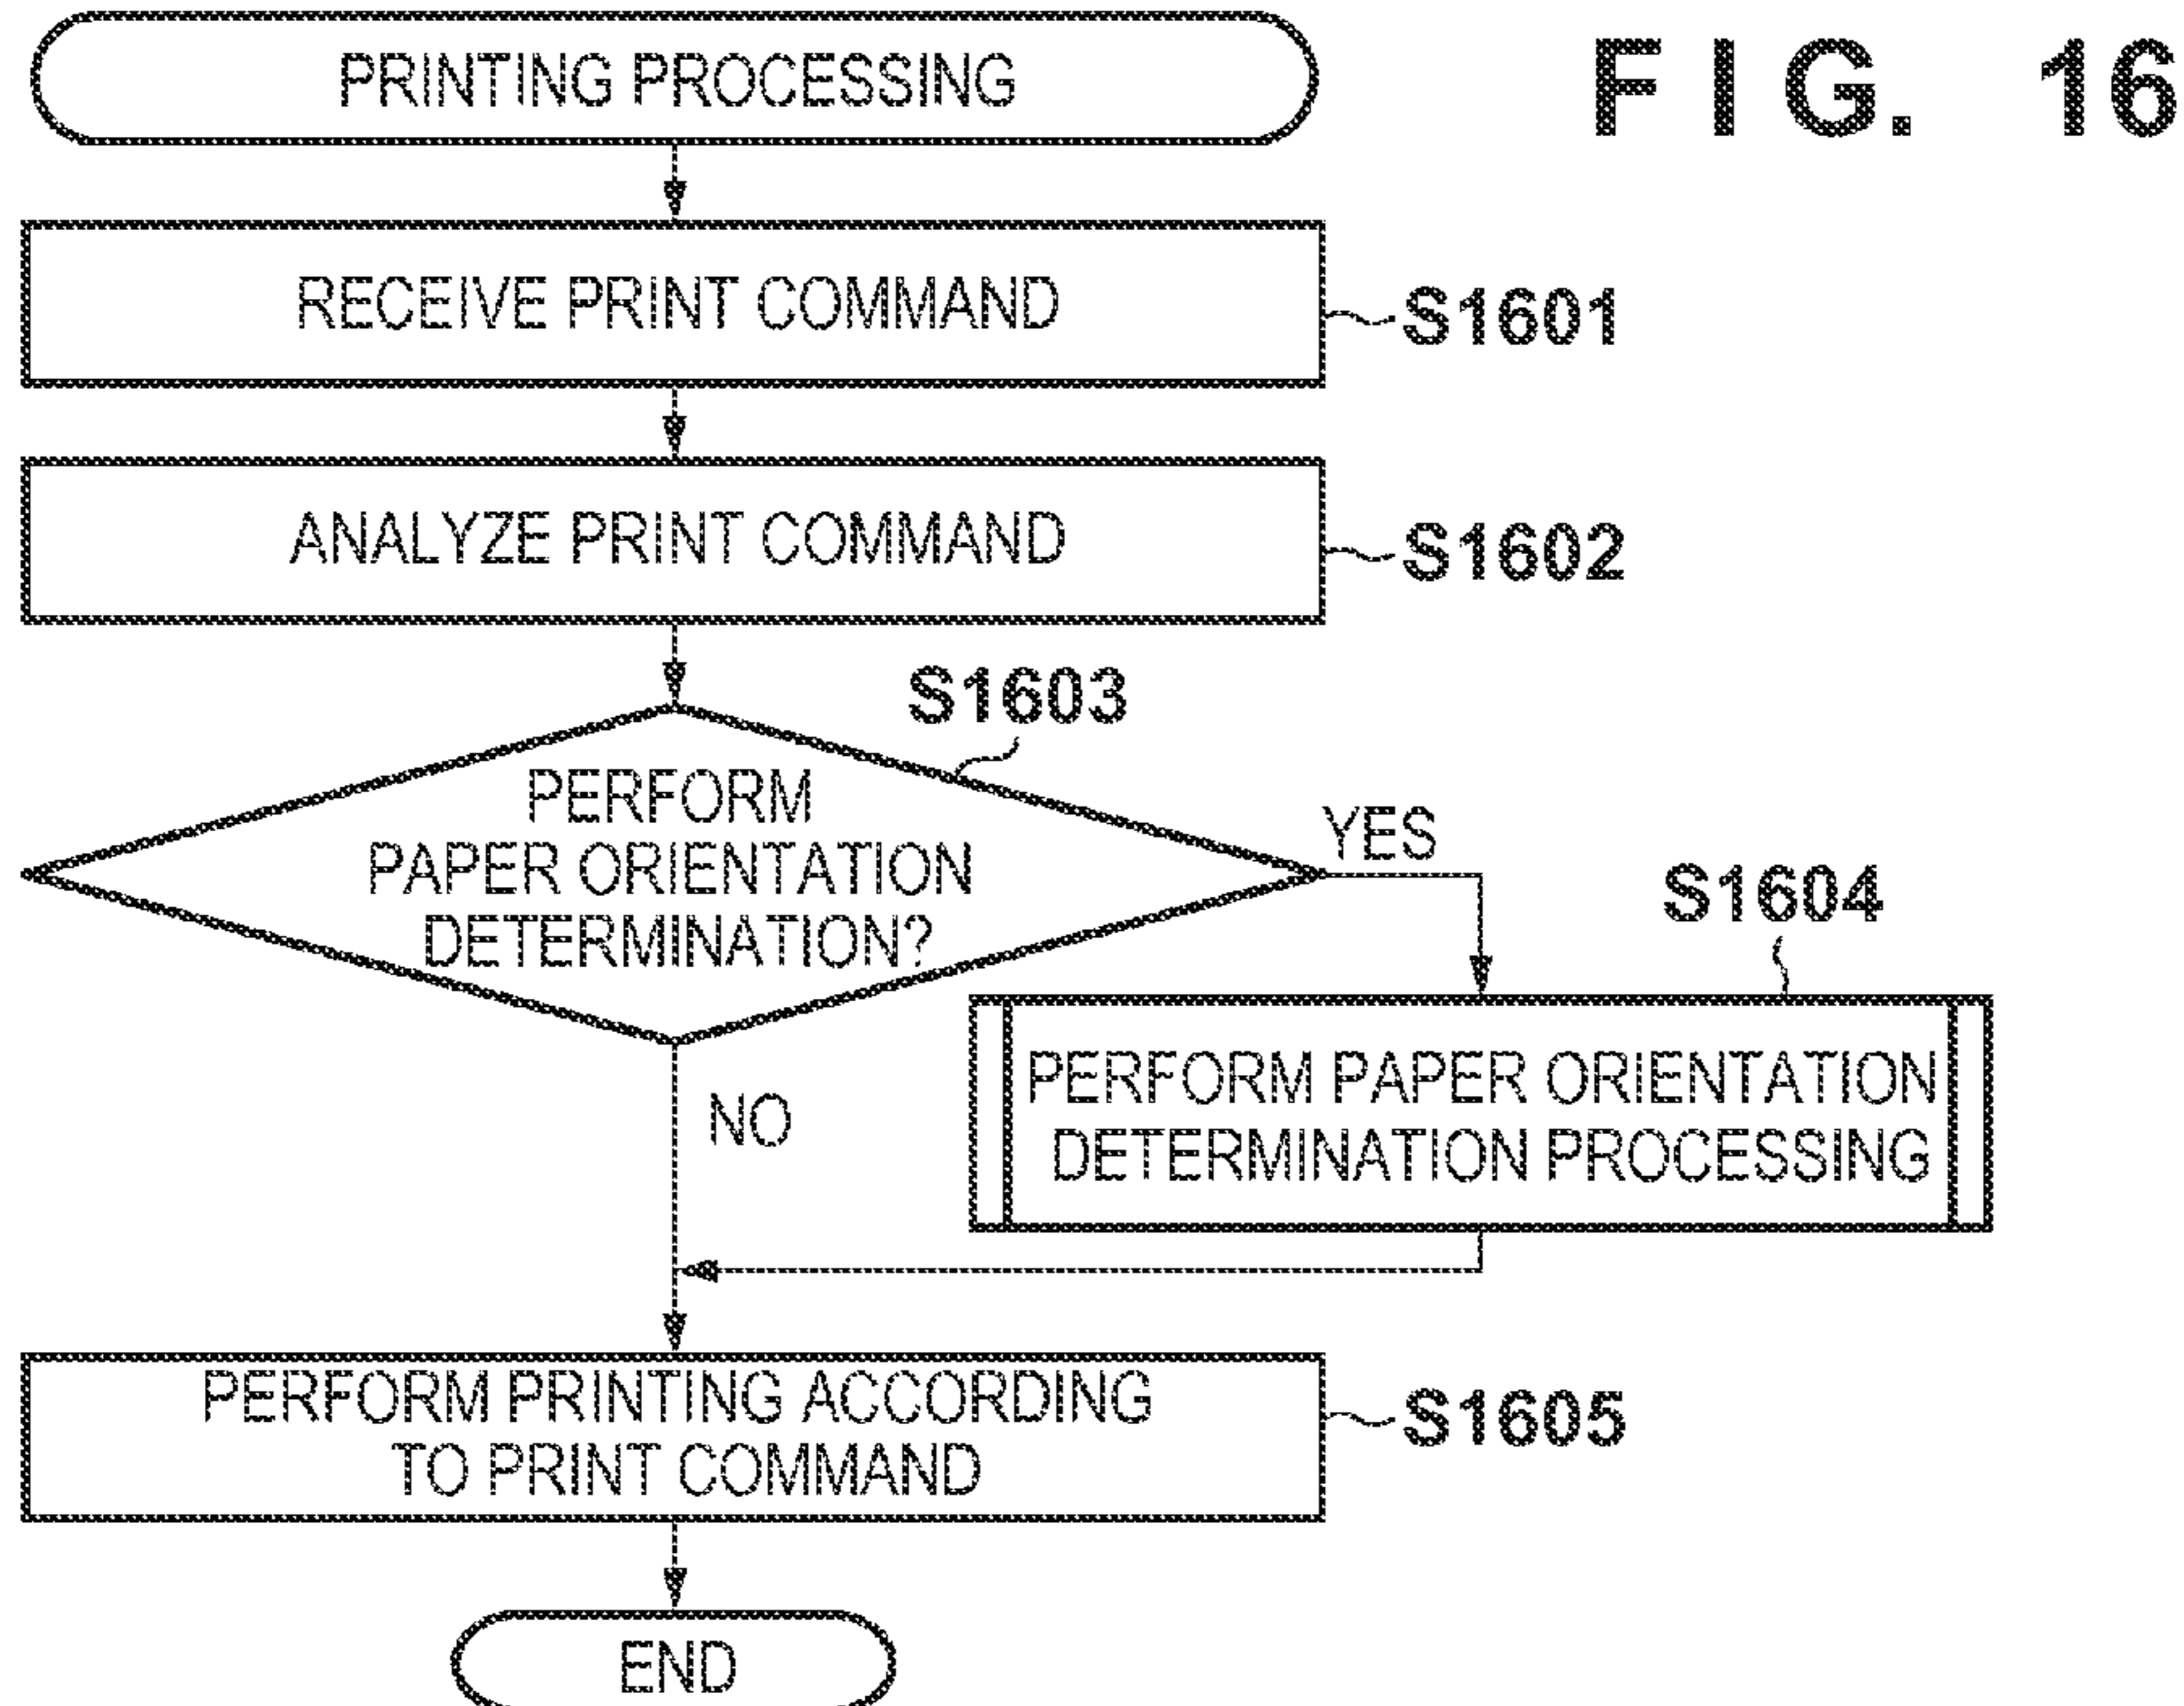 PRINTING PROCESSING
FIG. 16
RECEIVE PRINT COMMAND
S1601
ANALYZE PRINT COMMAND
S1602
S1603
PERFORM
PAPER ORIENTATION
DETERMINATION?
YES
S1604
PERFORM PAPER ORIENTATION
DETERMINATION PROCESSING
NO
PERFORM PRINTING ACCORDING
TO PRINT COMMAND
S1605
END